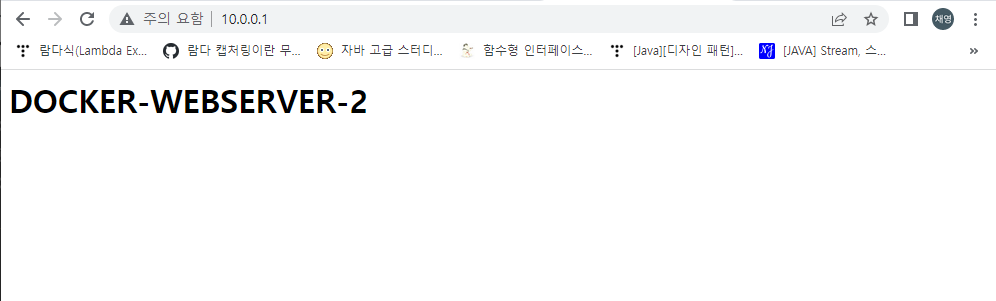 주의 요함 | 10.0.0.1 채영
람다식(Lambda Ex... 람다 캡처링이란 무... 자바 고급 스터디... 함수형 인터페이스... [Java][디자인 패턴]... [JAVA] Stream, 스... »
DOCKER-WEBSERVER-2